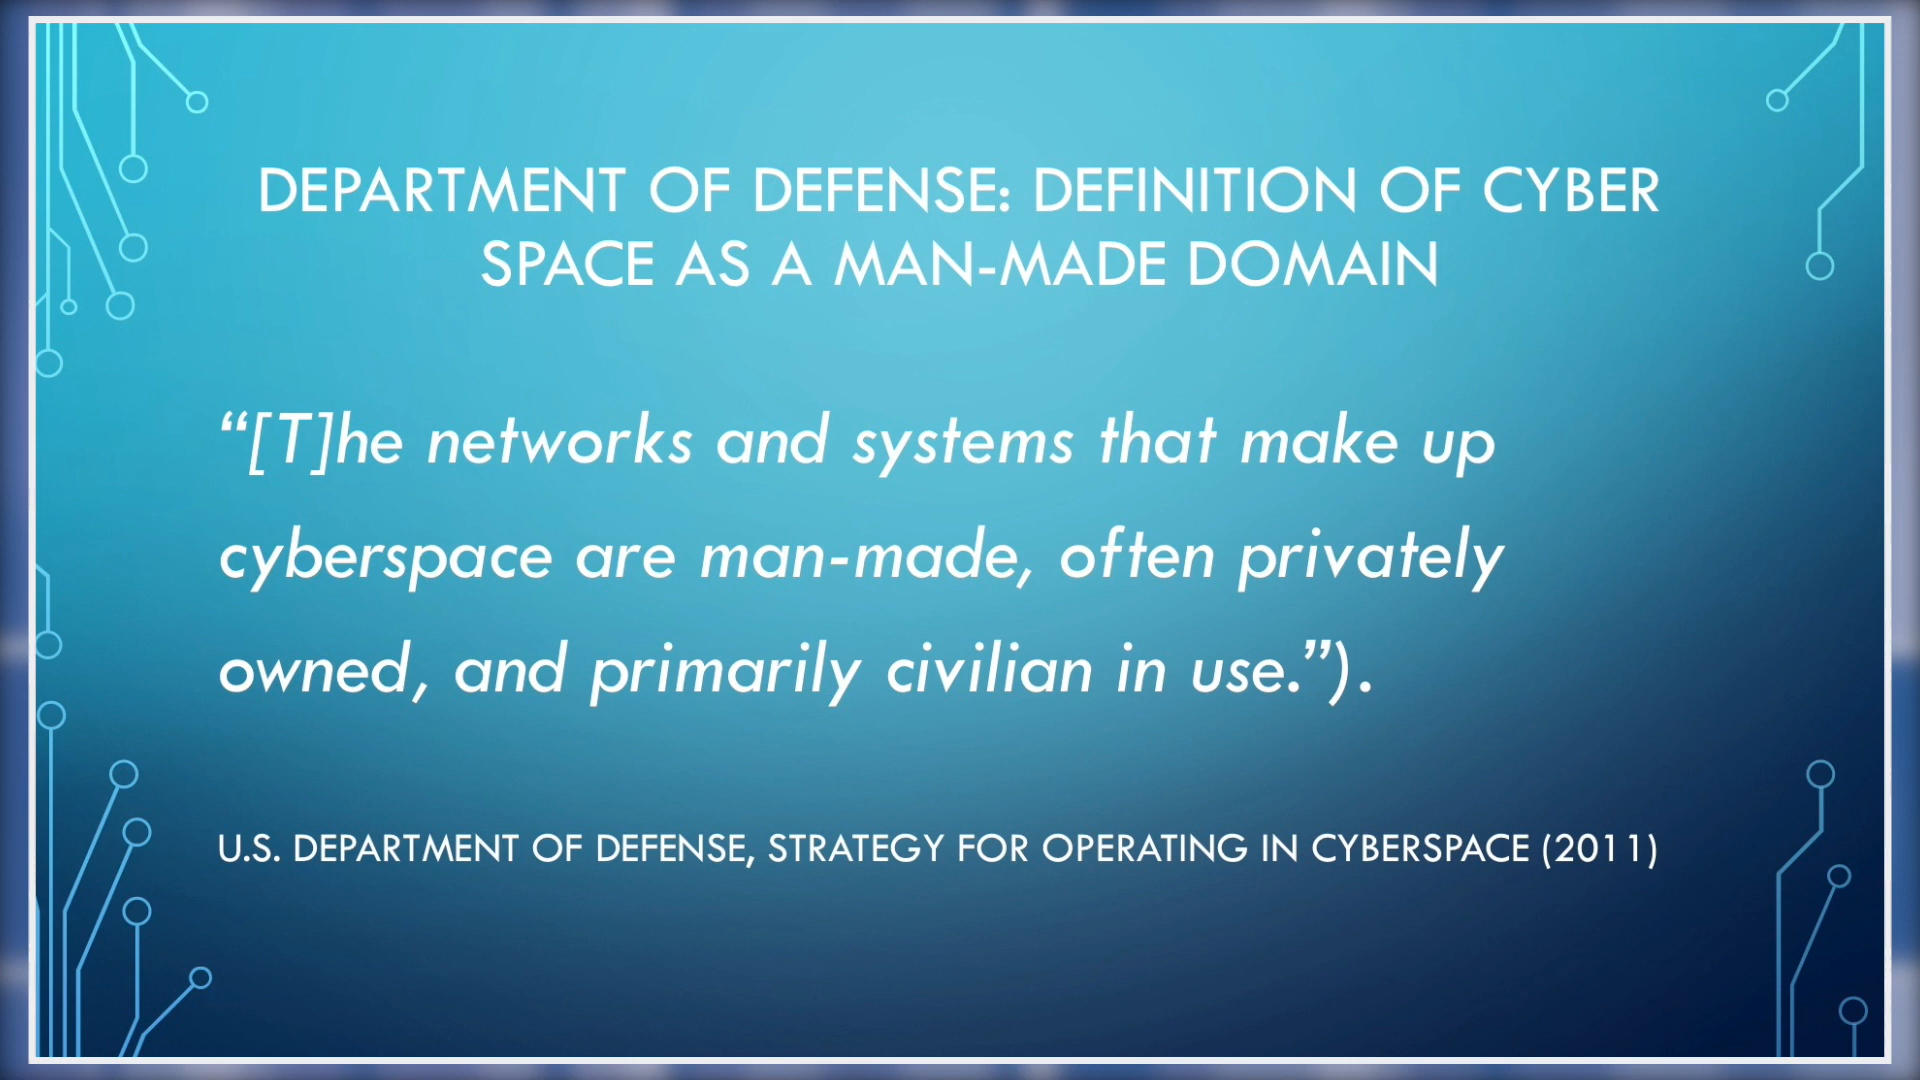 DEPARTMENT OF DEFENSE: DEFINITION OF CYBER
SPACE AS A MAN-MADE DOMAIN
“[T]he networks and systems that make up
cyberspace are man-made, often privately
owned, and primarily civilian in use.”).
U.S. DEPARTMENT OF DEFENSE, STRATEGY FOR OPERATING IN CYBERSPACE (2011)